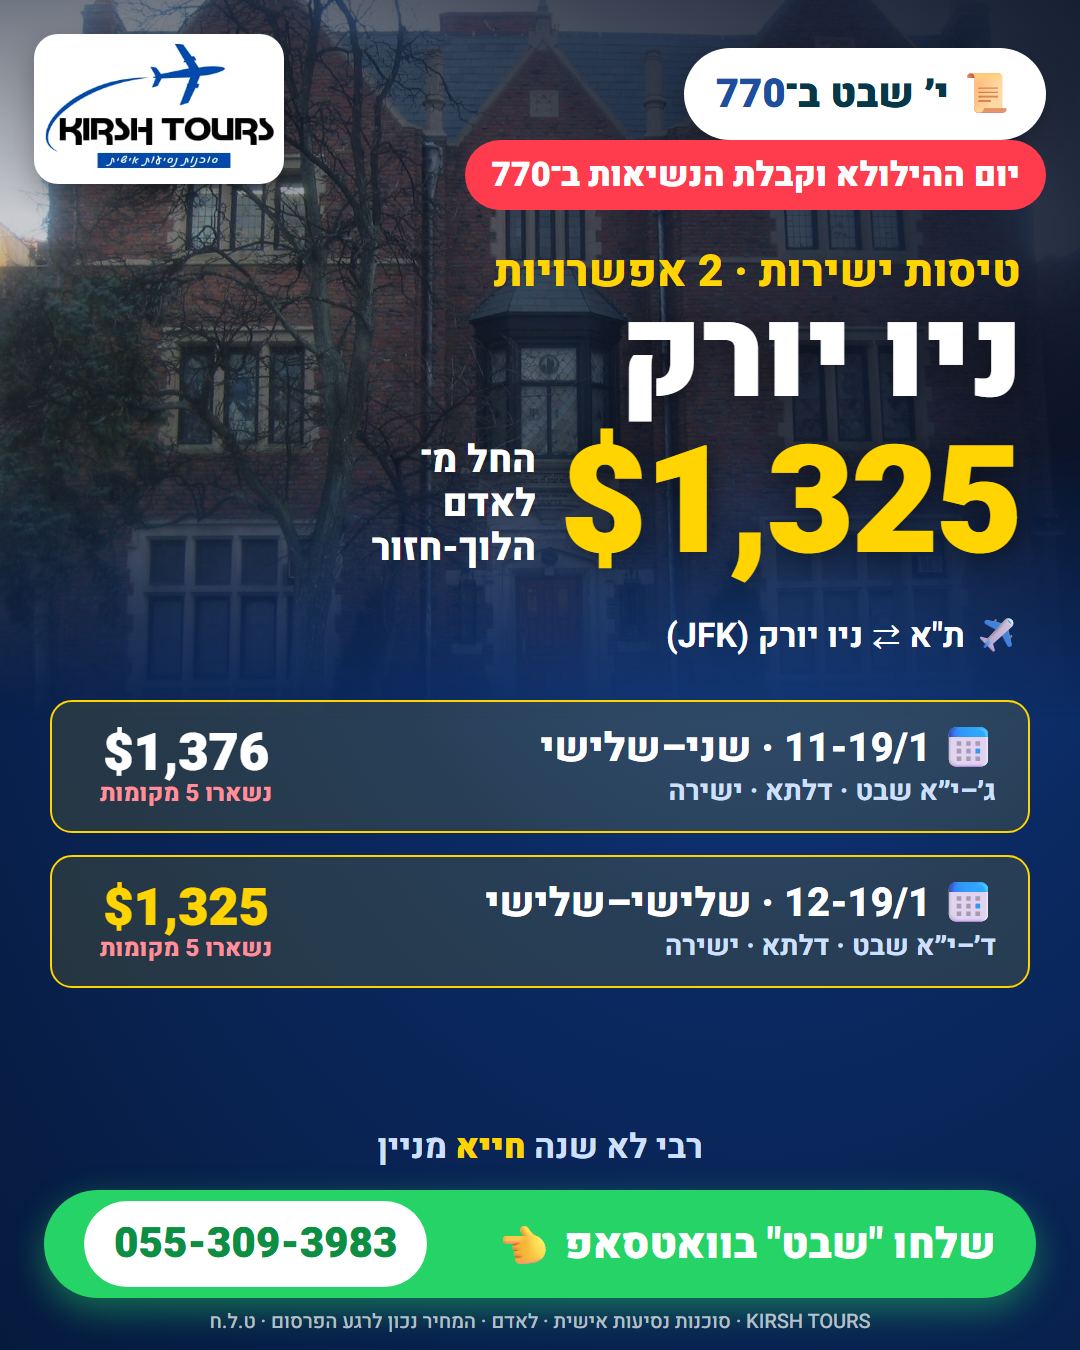 KIRSH TOURS
סוכנות נסיעות אישית
י׳ שבט ב־770
יום ההילולא וקבלת הנשיאות ב־770
טיסות ישירות · 2 אפשרויות
ניו יורק
$1,325
החל מ־
לאדם
הלוך-חזור
ת"א ⇄ ניו יורק (JFK)
11-19/1 · שני–שלישי
ג׳–י״א שבט · דלתא · ישירה
$1,376
נשארו 5 מקומות
12-19/1 · שלישי–שלישי
ד׳–י״א שבט · דלתא · ישירה
$1,325
נשארו 5 מקומות
רבי לא שנה חייא מניין
שלחו "שבט" בוואטסאפ 👈 055-309-3983
KIRSH TOURS · סוכנות נסיעות אישית · לאדם · המחיר נכון לרגע הפרסום · ט.ל.ח